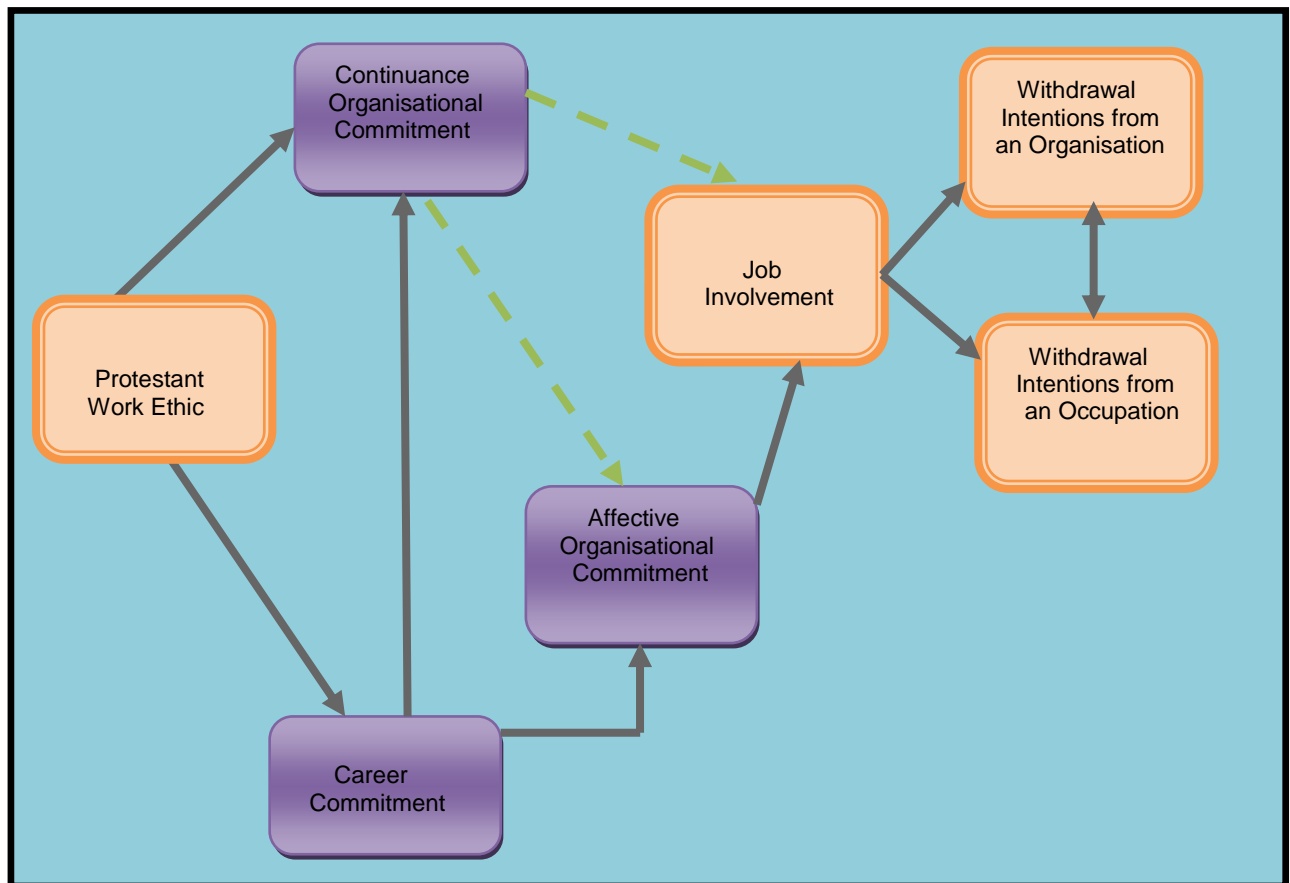 Continuance
Organisational
Commitment
Withdrawal
Intentions from
an Organisation
Job
Involvement
Protestant
Work Ethic
Withdrawal
Intentions from
an Occupation
Affective
Organisational
Commitment
Career
Commitment